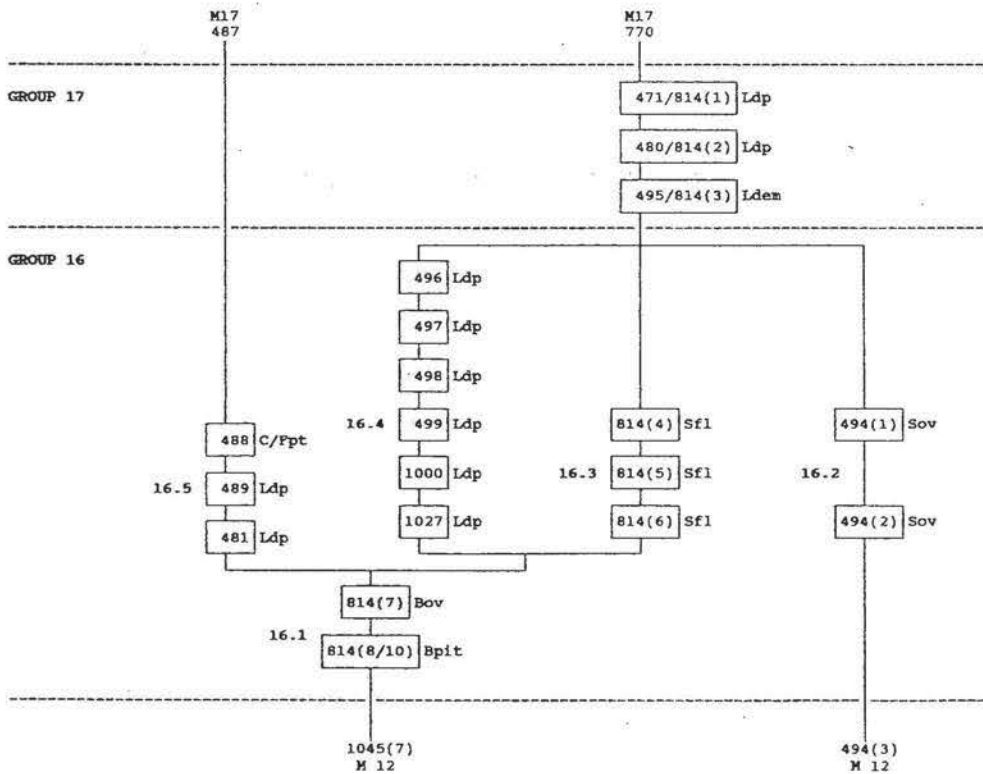 M17 M17
487 770
GROUP 17
471/814(1) Ldp
480/814(2) Ldp
495/814(3) Ldem
GROUP 16
496 Ldp
497 Ldp
498 Ldp
16.4 499 Ldp 814(4) Sfl 494(1) Sov
488 C/Fpt
1000 Ldp 16.3 814(5) Sfl 16.2
16.5 489 Ldp
1027 Ldp 814(6) Sfl 494(2) Sov
481 Ldp
814(7) Bov
16.1
814(8/10) Bpit
1045(7) 494(3)
M 12 M 12